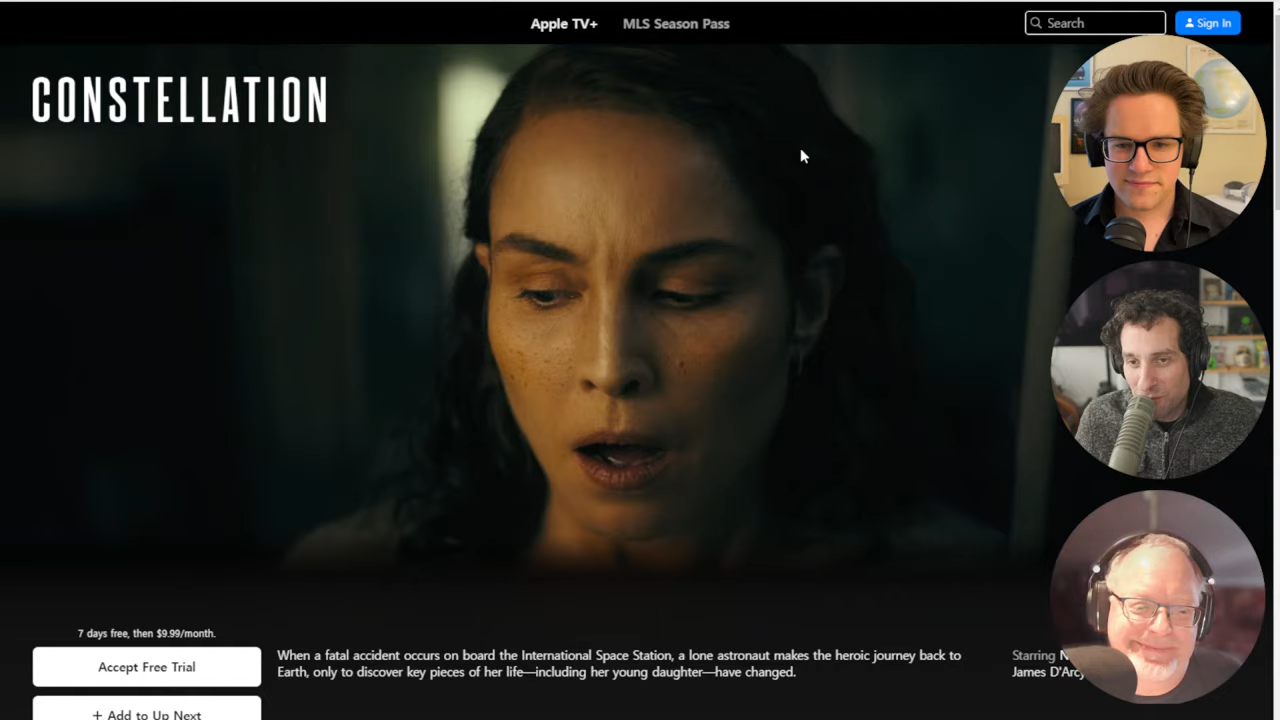 Apple TV+
MLS Season Pass
Search
Sign In
CONSTELLATION
7 days free, then $9.99/month.
Accept Free Trial
+ Add to Up Next
When a fatal accident occurs on board the International Space Station, a lone astronaut makes the heroic journey back to
Earth, only to discover key pieces of her life—including her young daughter—have changed.
Starring
James